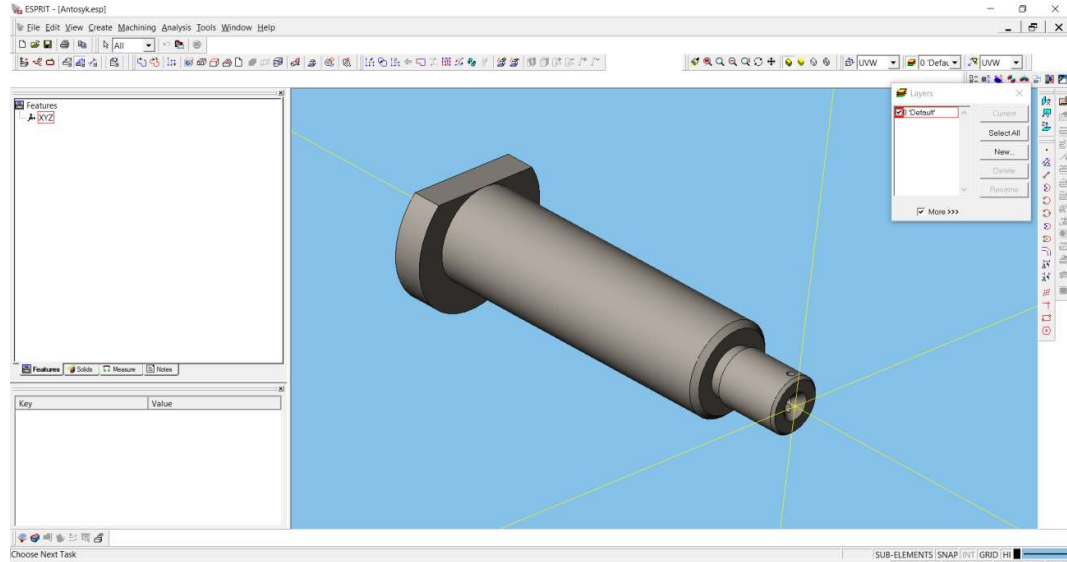 ESPRIT - [Antosyk.esp]
File Edit View Create Machining Analysis Tools Window Help
All
UVW 0 'Defau UVW
Layers
0 'Default'
Current
Select All
New...
Delete
Rename
More >>>
Features
XYZ
Features Solids Measure Notes
Key Value
Choose Next Task
SUB-ELEMENTS SNAP INT GRID HI